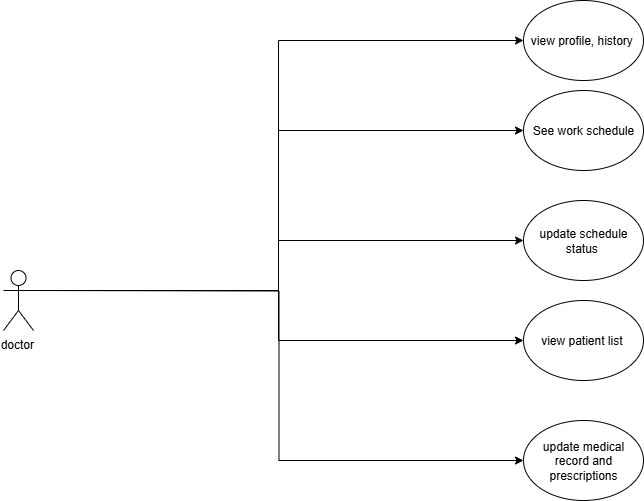 view profile, history
See work schedule
update schedule
status
doctor
view patient list
update medical
record and
prescriptions